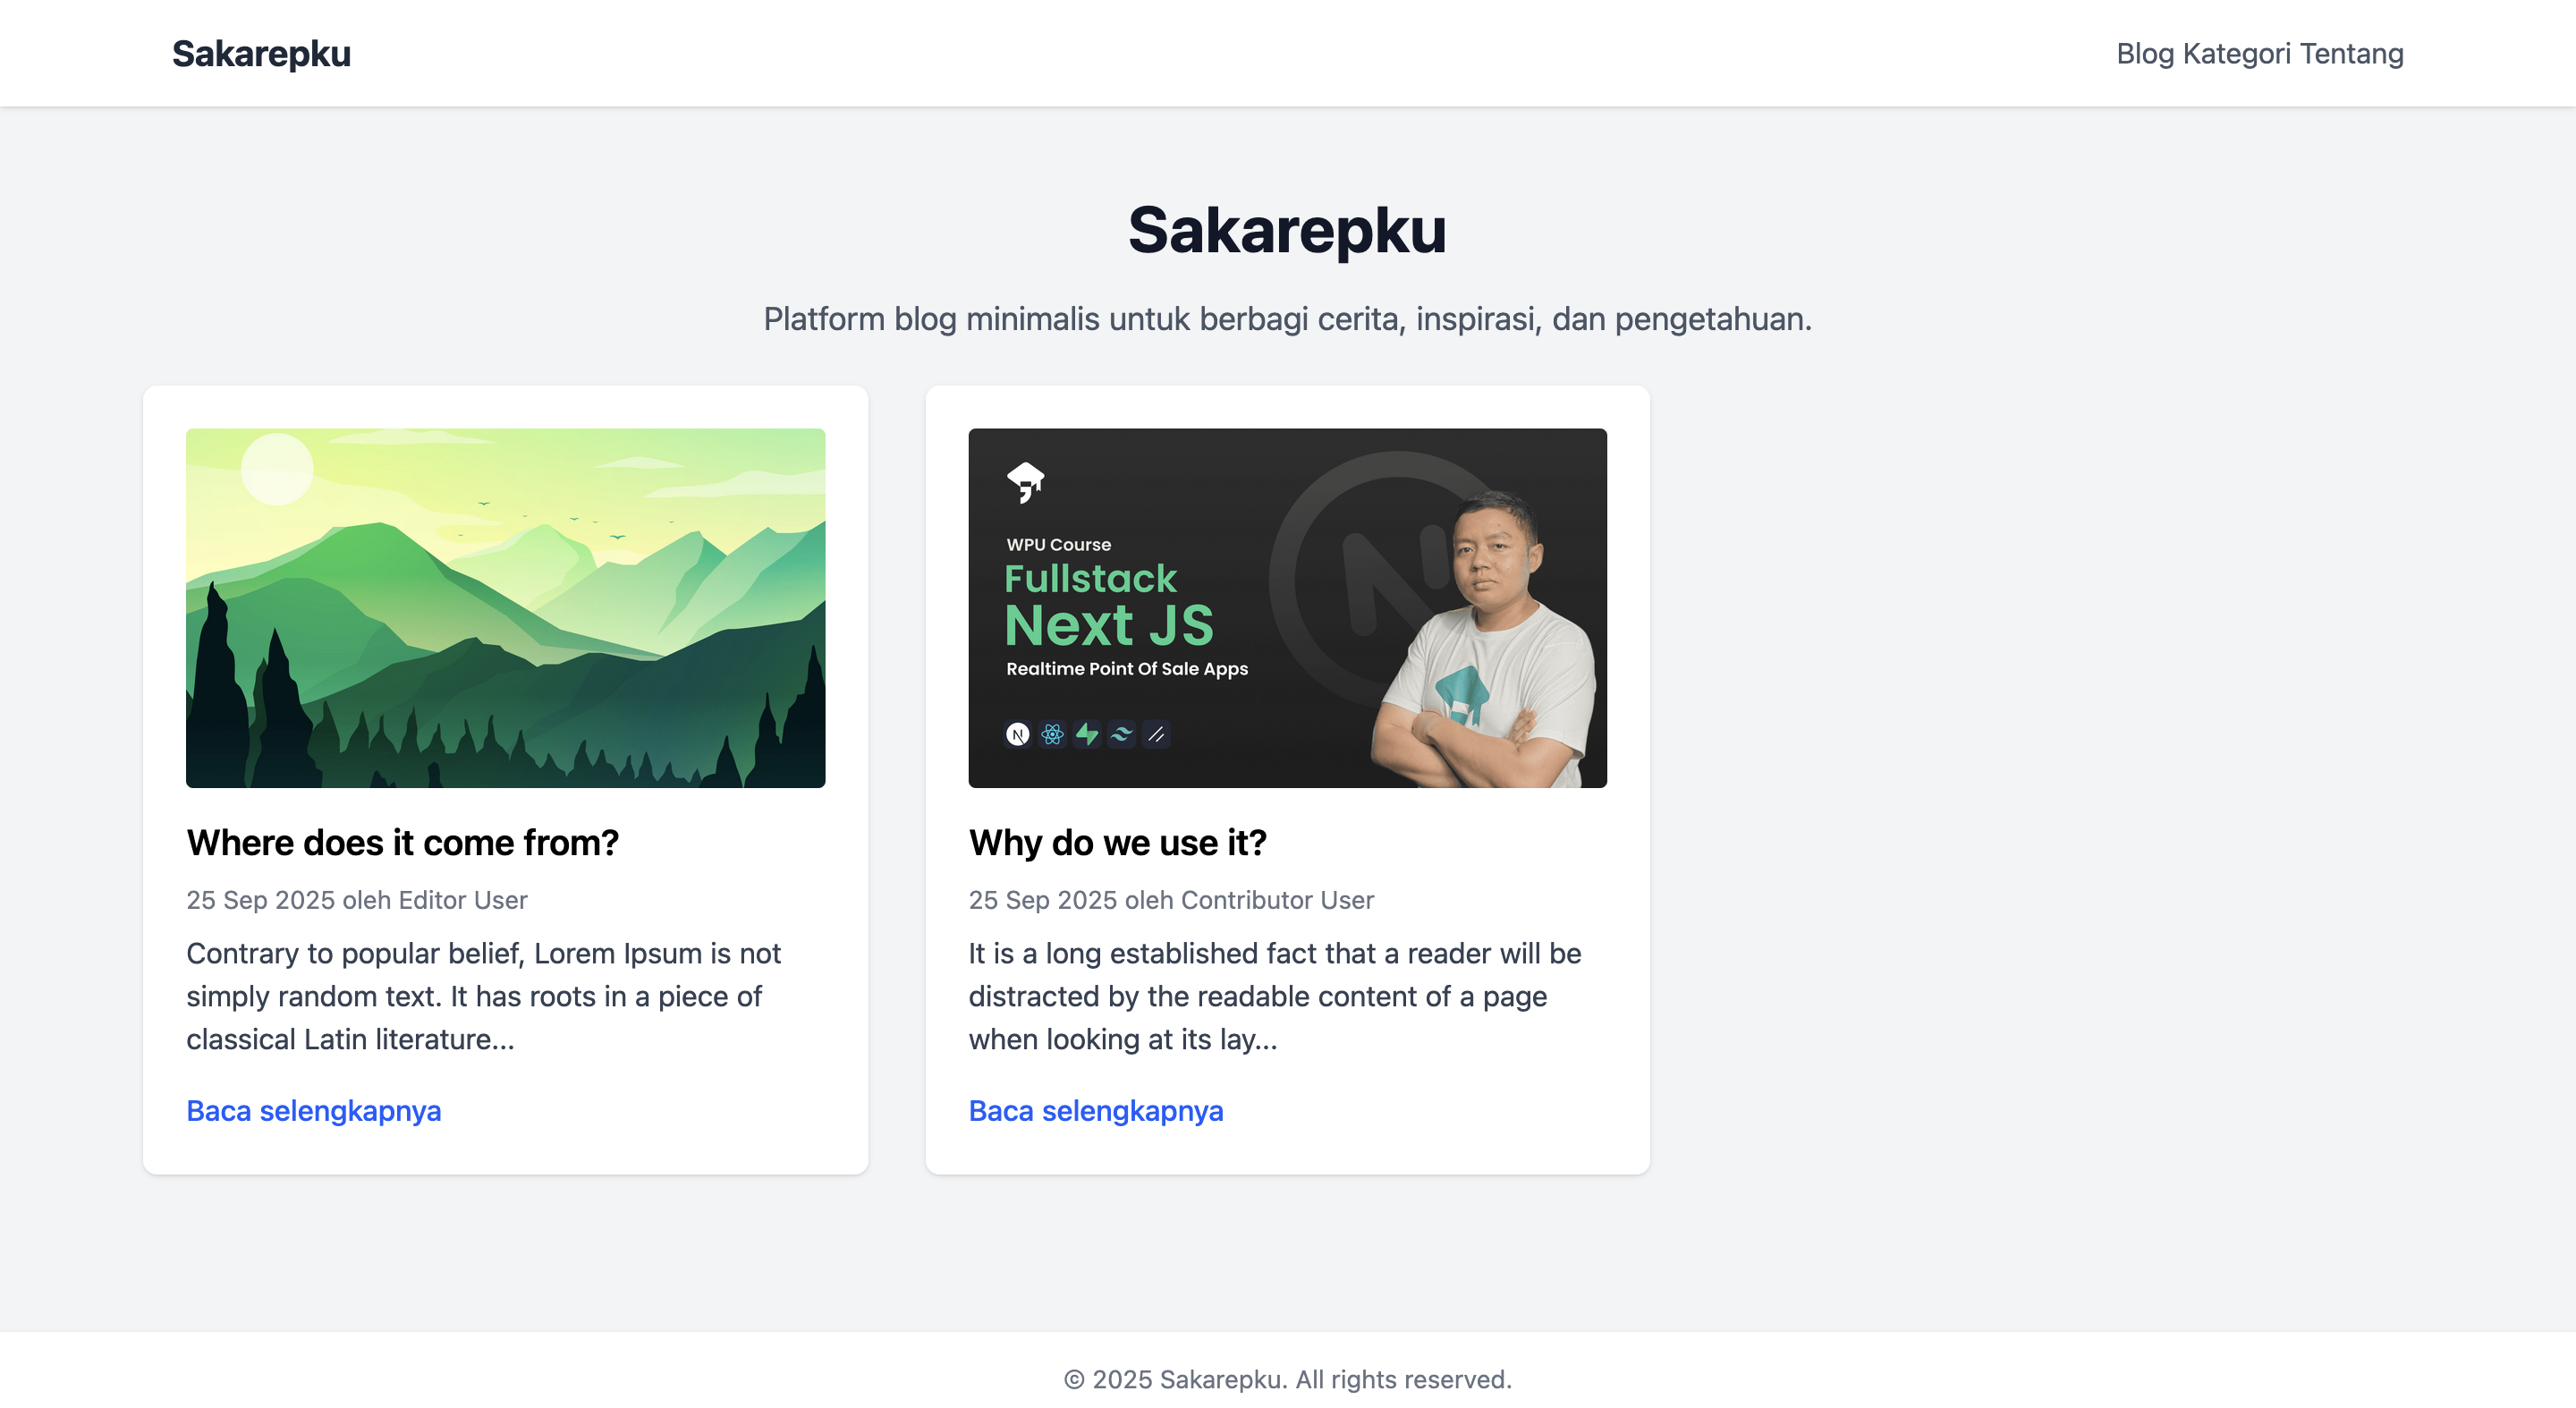 Sakarepku
Blog Kategori Tentang
Sakarepku
Platform blog minimalis untuk berbagi cerita, inspirasi, dan pengetahuan.
WPU Course
Fullstack
Next JS
Realtime Point Of Sale Apps
N
Where does it come from?
25 Sep 2025 oleh Editor User
Contrary to popular belief, Lorem Ipsum is not
simply random text. It has roots in a piece of
classical Latin literature...
Baca selengkapnya
Why do we use it?
25 Sep 2025 oleh Contributor User
It is a long established fact that a reader will be
distracted by the readable content of a page
when looking at its lay...
Baca selengkapnya
© 2025 Sakarepku. All rights reserved.